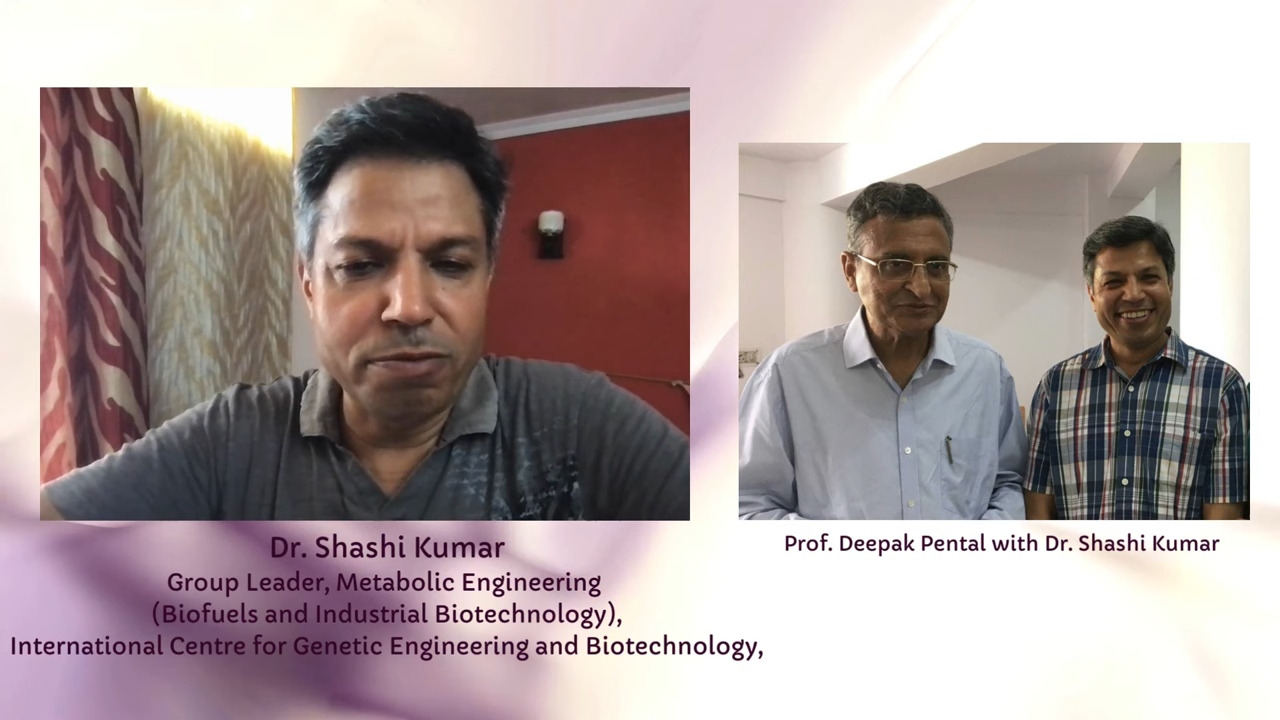 Dr. Shashi Kumar
Group Leader, Metabolic Engineering
(Biofuels and Industrial Biotechnology),
International Centre for Genetic Engineering and Biotechnology,
Prof. Deepak Pental with Dr. Shashi Kumar